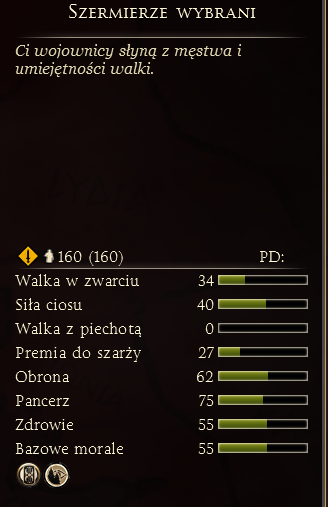 Szermierze wybrani
Ci wojownicy słyną z męstwa i
umiejętności walki.
160 (160) PD:
Walka w zwarciu 34
Siła ciosu 40
Walka z piechotą 0
Premia do szarży 27
Obrona 62
Pancerz 75
Zdrowie 55
Bazowe morale 55